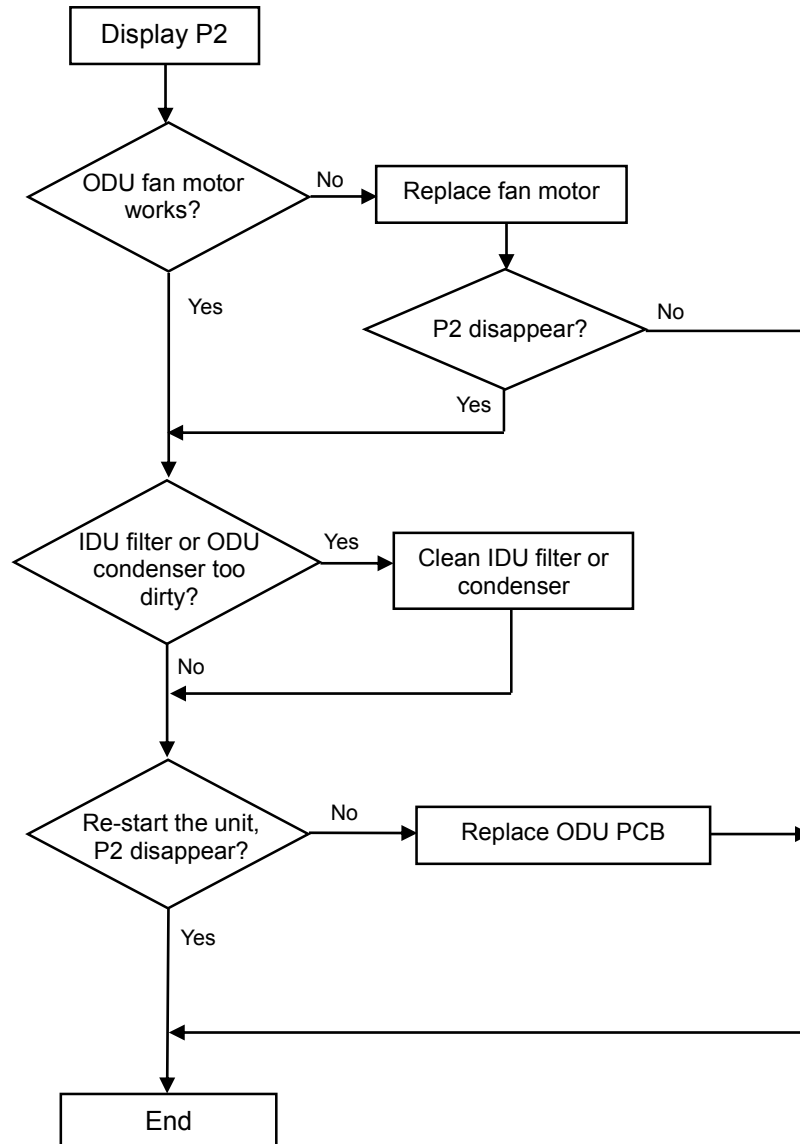 Display P2
ODU fan motor
works?
No
Replace fan motor
Yes
P2 disappear?
No
Yes
IDU filter or ODU
condenser too
dirty?
Yes
Clean IDU filter or
condenser
No
Re-start the unit,
P2 disappear?
No
Replace ODU PCB
Yes
End